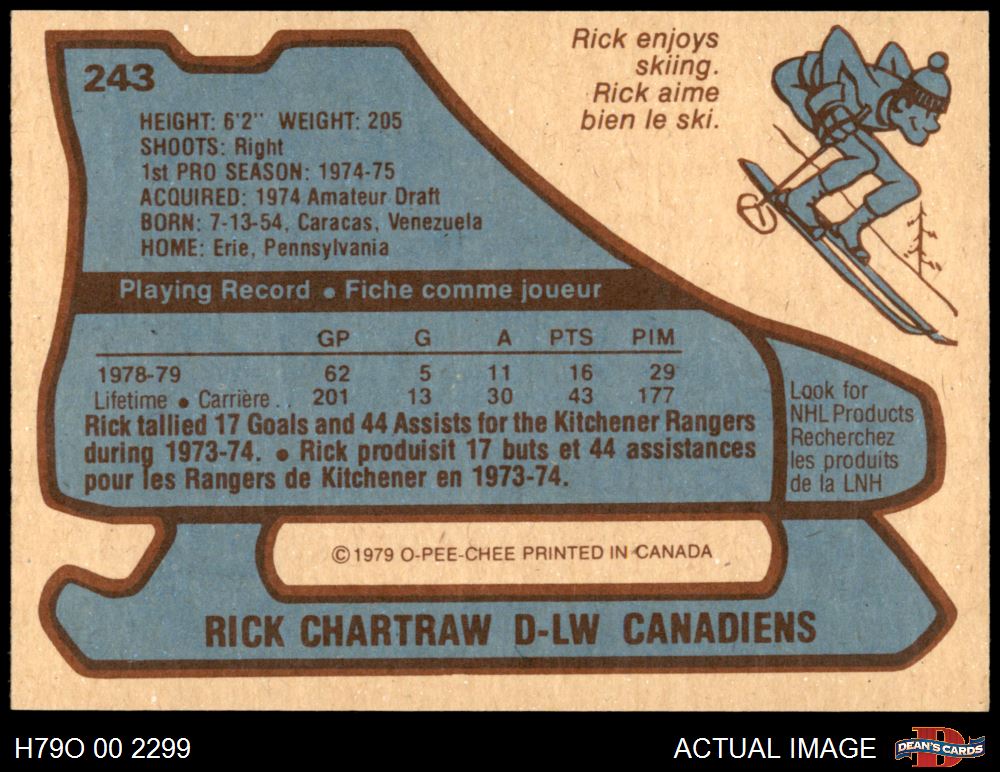 243
Rick enjoys
skiing.
Rick aime
bien le ski.
HEIGHT: 6'2" WEIGHT: 205
SHOOTS: Right
1st PRO SEASON: 1974-75
ACQUIRED: 1974 Amateur Draft
BORN: 7-13-54, Caracas, Venezuela
HOME: Erie, Pennsylvania
Playing Record • Fiche comme joueur
GP G A PTS PIM
1978-79 62 5 11 16 29
Lifetime • Carrière . . 201 13 30 43 177
Rick tallied 17 Goals and 44 Assists for the Kitchener Rangers
during 1973-74. • Rick produisit 17 buts et 44 assistances
pour les Rangers de Kitchener en 1973-74.
Look for
NHL Products
Recherchez
les produits
de la LNH
© 1979 O-PEE-CHEE PRINTED IN CANADA
RICK CHARTRAW D-LW CANADIENS
H79O 00 2299
ACTUAL IMAGE
DEAN'S CARDS